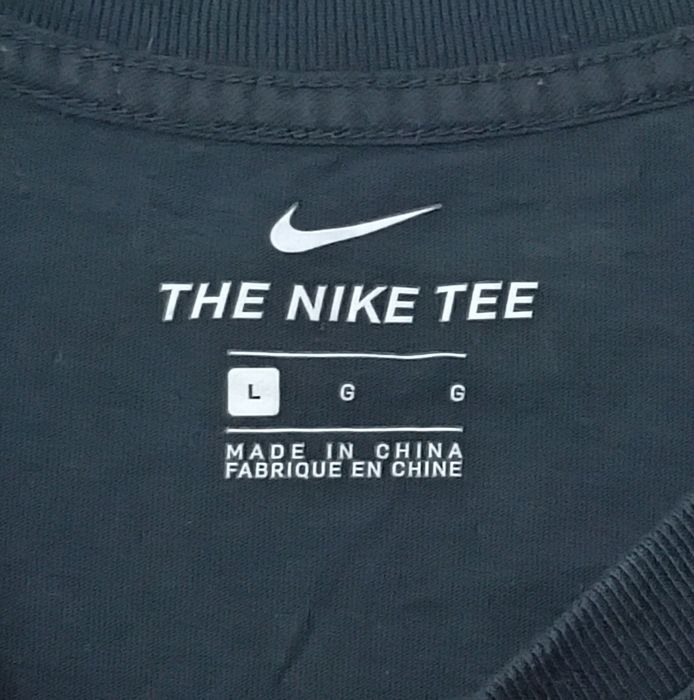 THE NIKE TEE
L G G
MADE IN CHINA
FABRIQUE EN CHINE